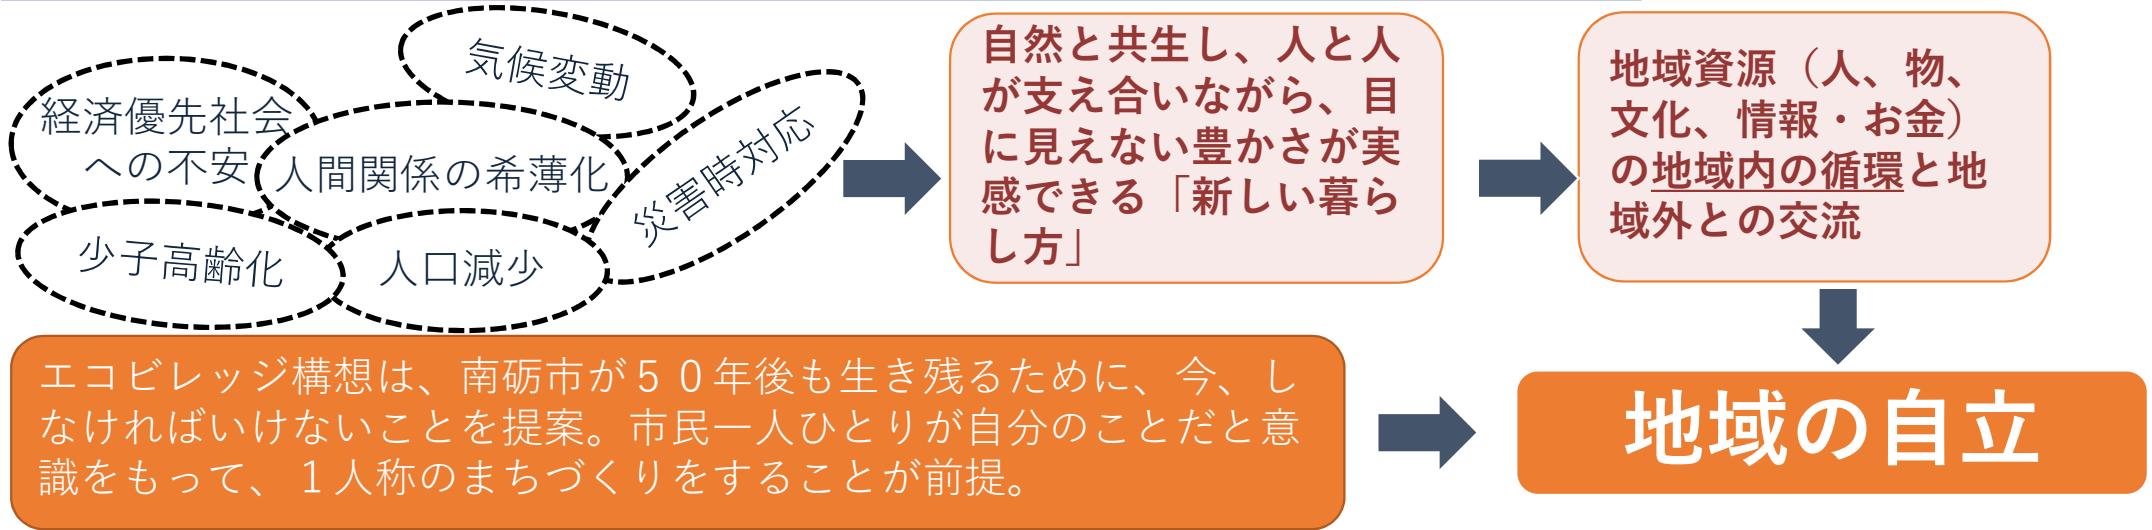 気候変動
経済優先社会
への不安
人間関係の希薄化
災害時対応
少子高齢化
人口減少
自然と共生し、人と人
が支え合いながら、目
に見えない豊かさが実
感できる「新しい暮ら
し方」
地域資源（人、物、
文化、情報・お金）
の地域内の循環と地
域外との交流
エコビレッジ構想は、南砺市が５０年後も生き残るために、今、し
なければいけないことを提案。市民一人ひとりが自分のことだと意
識をもって、１人称のまちづくりをすることが前提。
地域の自立